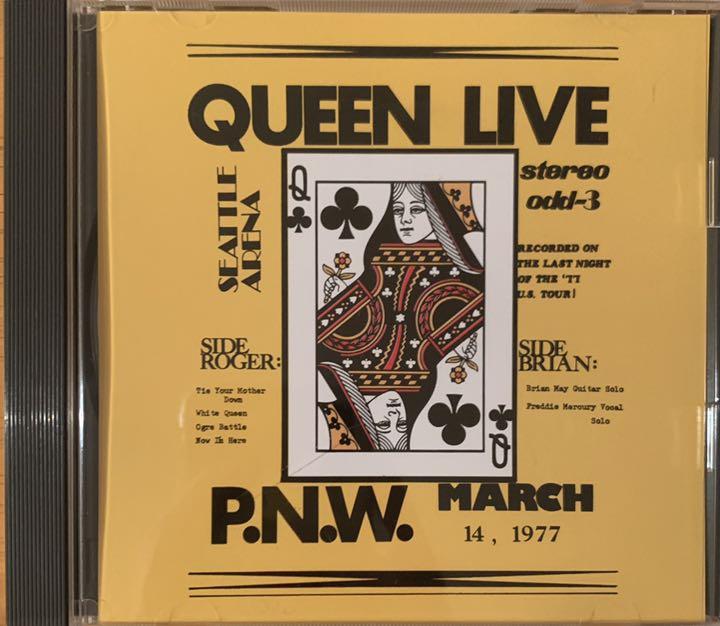 QUEEN LIVE
SEATTLE
ARENA
stereo
odd-3
RECORDED ON
THE LAST NIGHT
OF THE '77
U.S. TOUR!
Q
SIDE
ROGER:
Tie Your Mother
Down
White Queen
Ogre Battle
Now Im Here
SIDE
BRIAN:
Brian May Guitar Solo
Freddie Mercury Vocal
Solo
Q
P.N.W.
MARCH
14, 1977